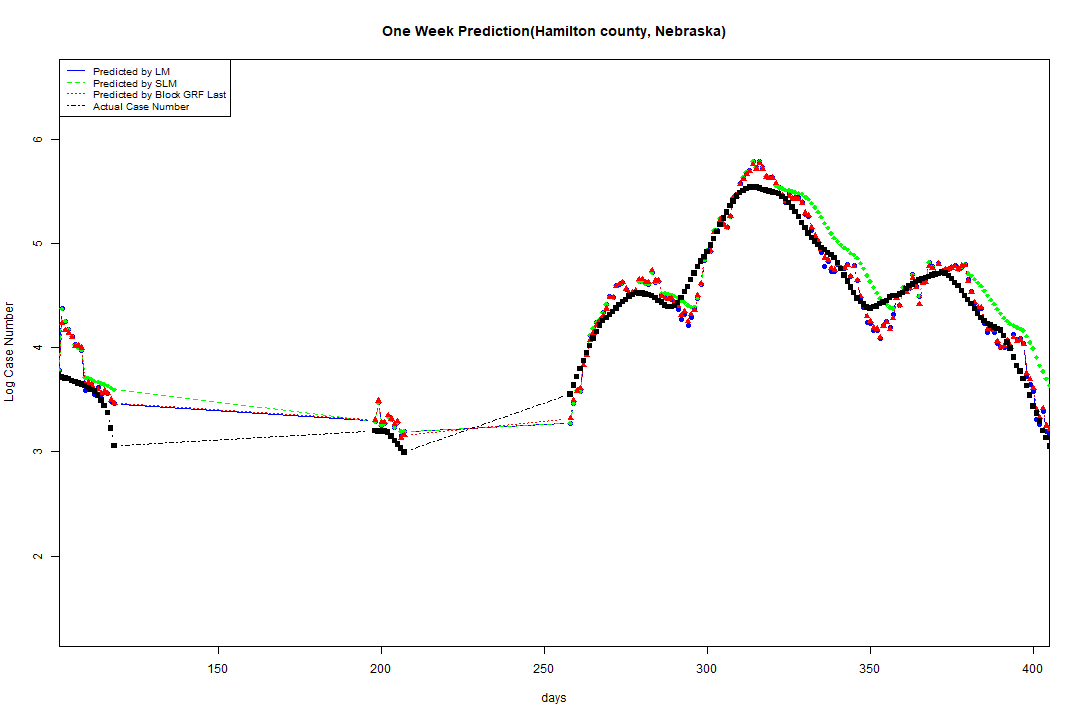 One Week Prediction(Hamilton county, Nebraska)
Predicted by LM
Predicted by SLM
Predicted by Block GRF Last
Actual Case Number
6
5
4
3
2
Log Case Number
150
200
250
300
350
400
days